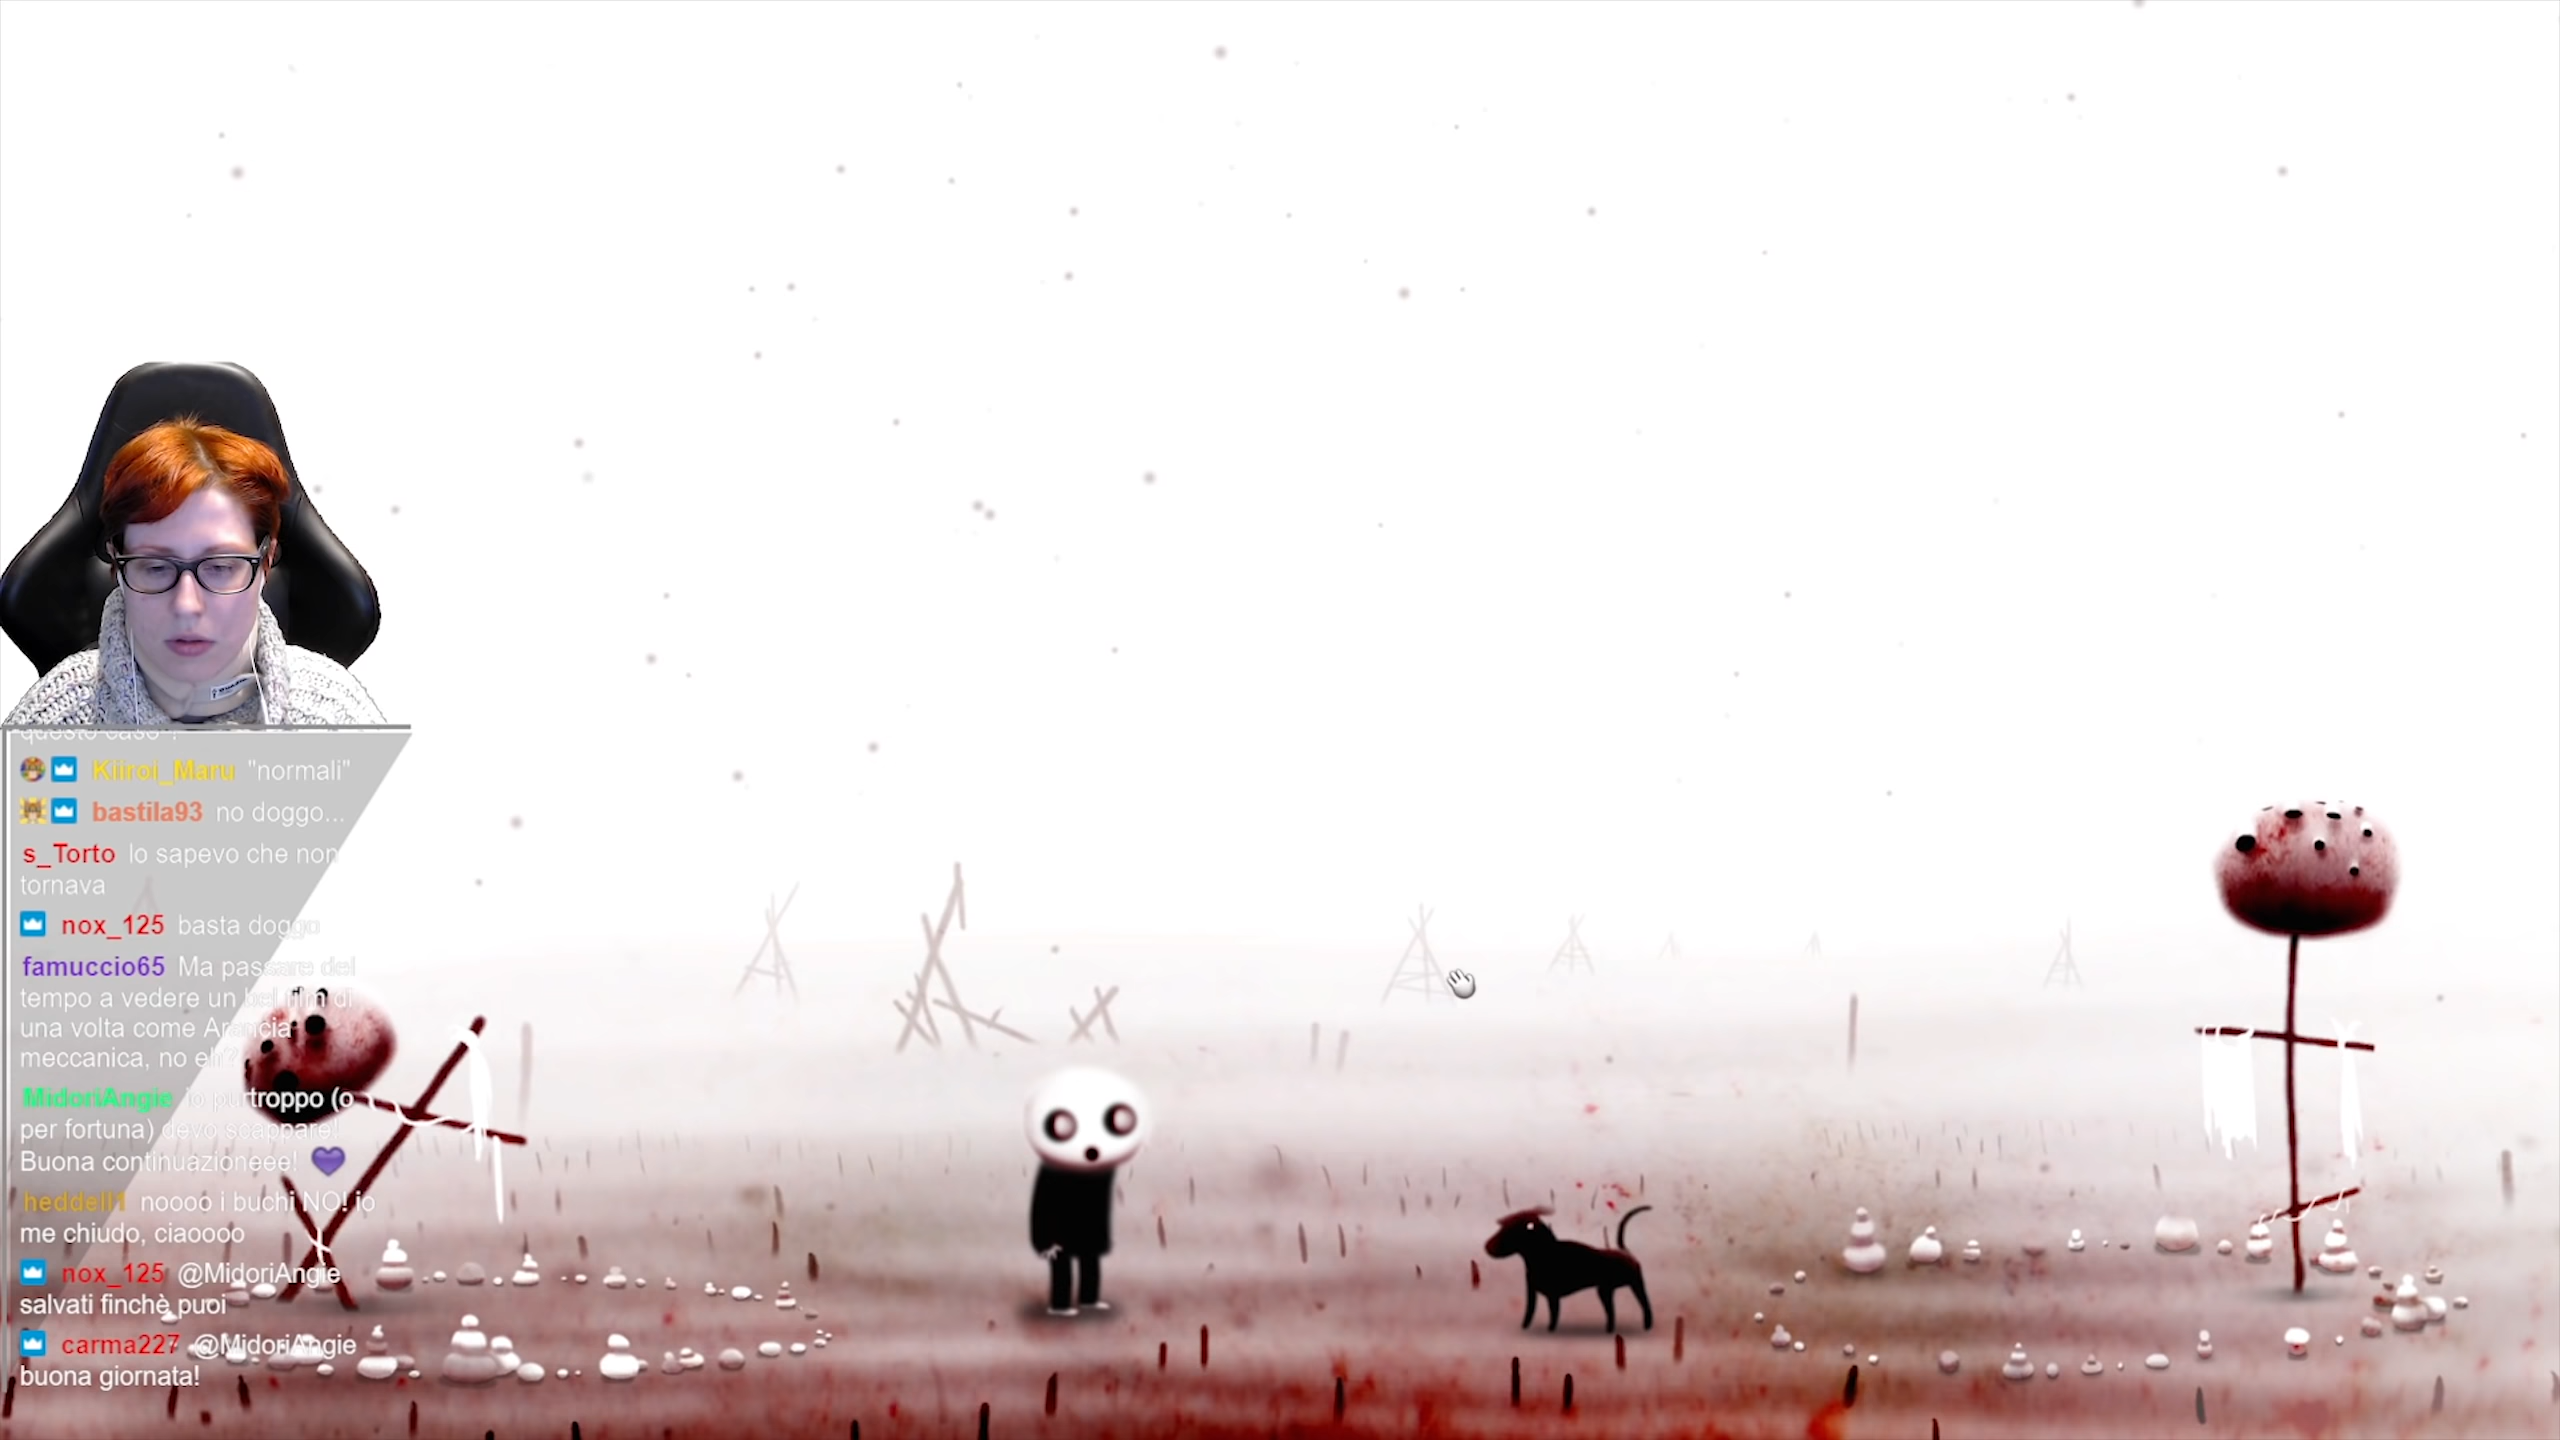 questo caso".
Kiiroi_Maru "normali"
bastila93 no doggo...
s_Torto lo sapevo che non
tornava
nox_125 basta doggo
famuccio65 Ma passare del
tempo a vedere un bel film di
una volta come Arancia
meccanica, no eh?
MidoriAngie io purtroppo (o
per fortuna) devo scappare!
Buona continuazioneee!
heddell1 noooo i buchi NO! io
me chiudo, ciaoooo
nox_125 @MidoriAngie
salvati finchè puoi
carma227 @MidoriAngie
buona giornata!